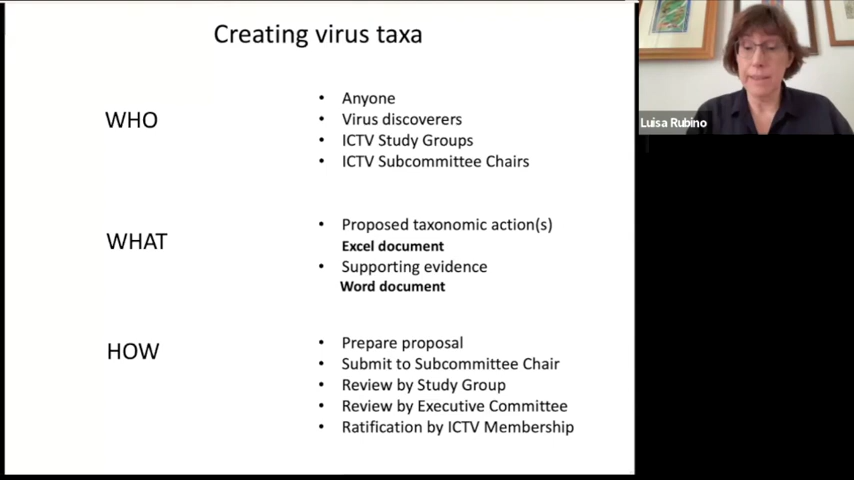 Creating virus taxa
WHO
• Anyone
• Virus discoverers
• ICTV Study Groups
• ICTV Subcommittee Chairs
WHAT
• Proposed taxonomic action(s)
Excel document
• Supporting evidence
Word document
HOW
• Prepare proposal
• Submit to Subcommittee Chair
• Review by Study Group
• Review by Executive Committee
• Ratification by ICTV Membership
Luisa Rubino